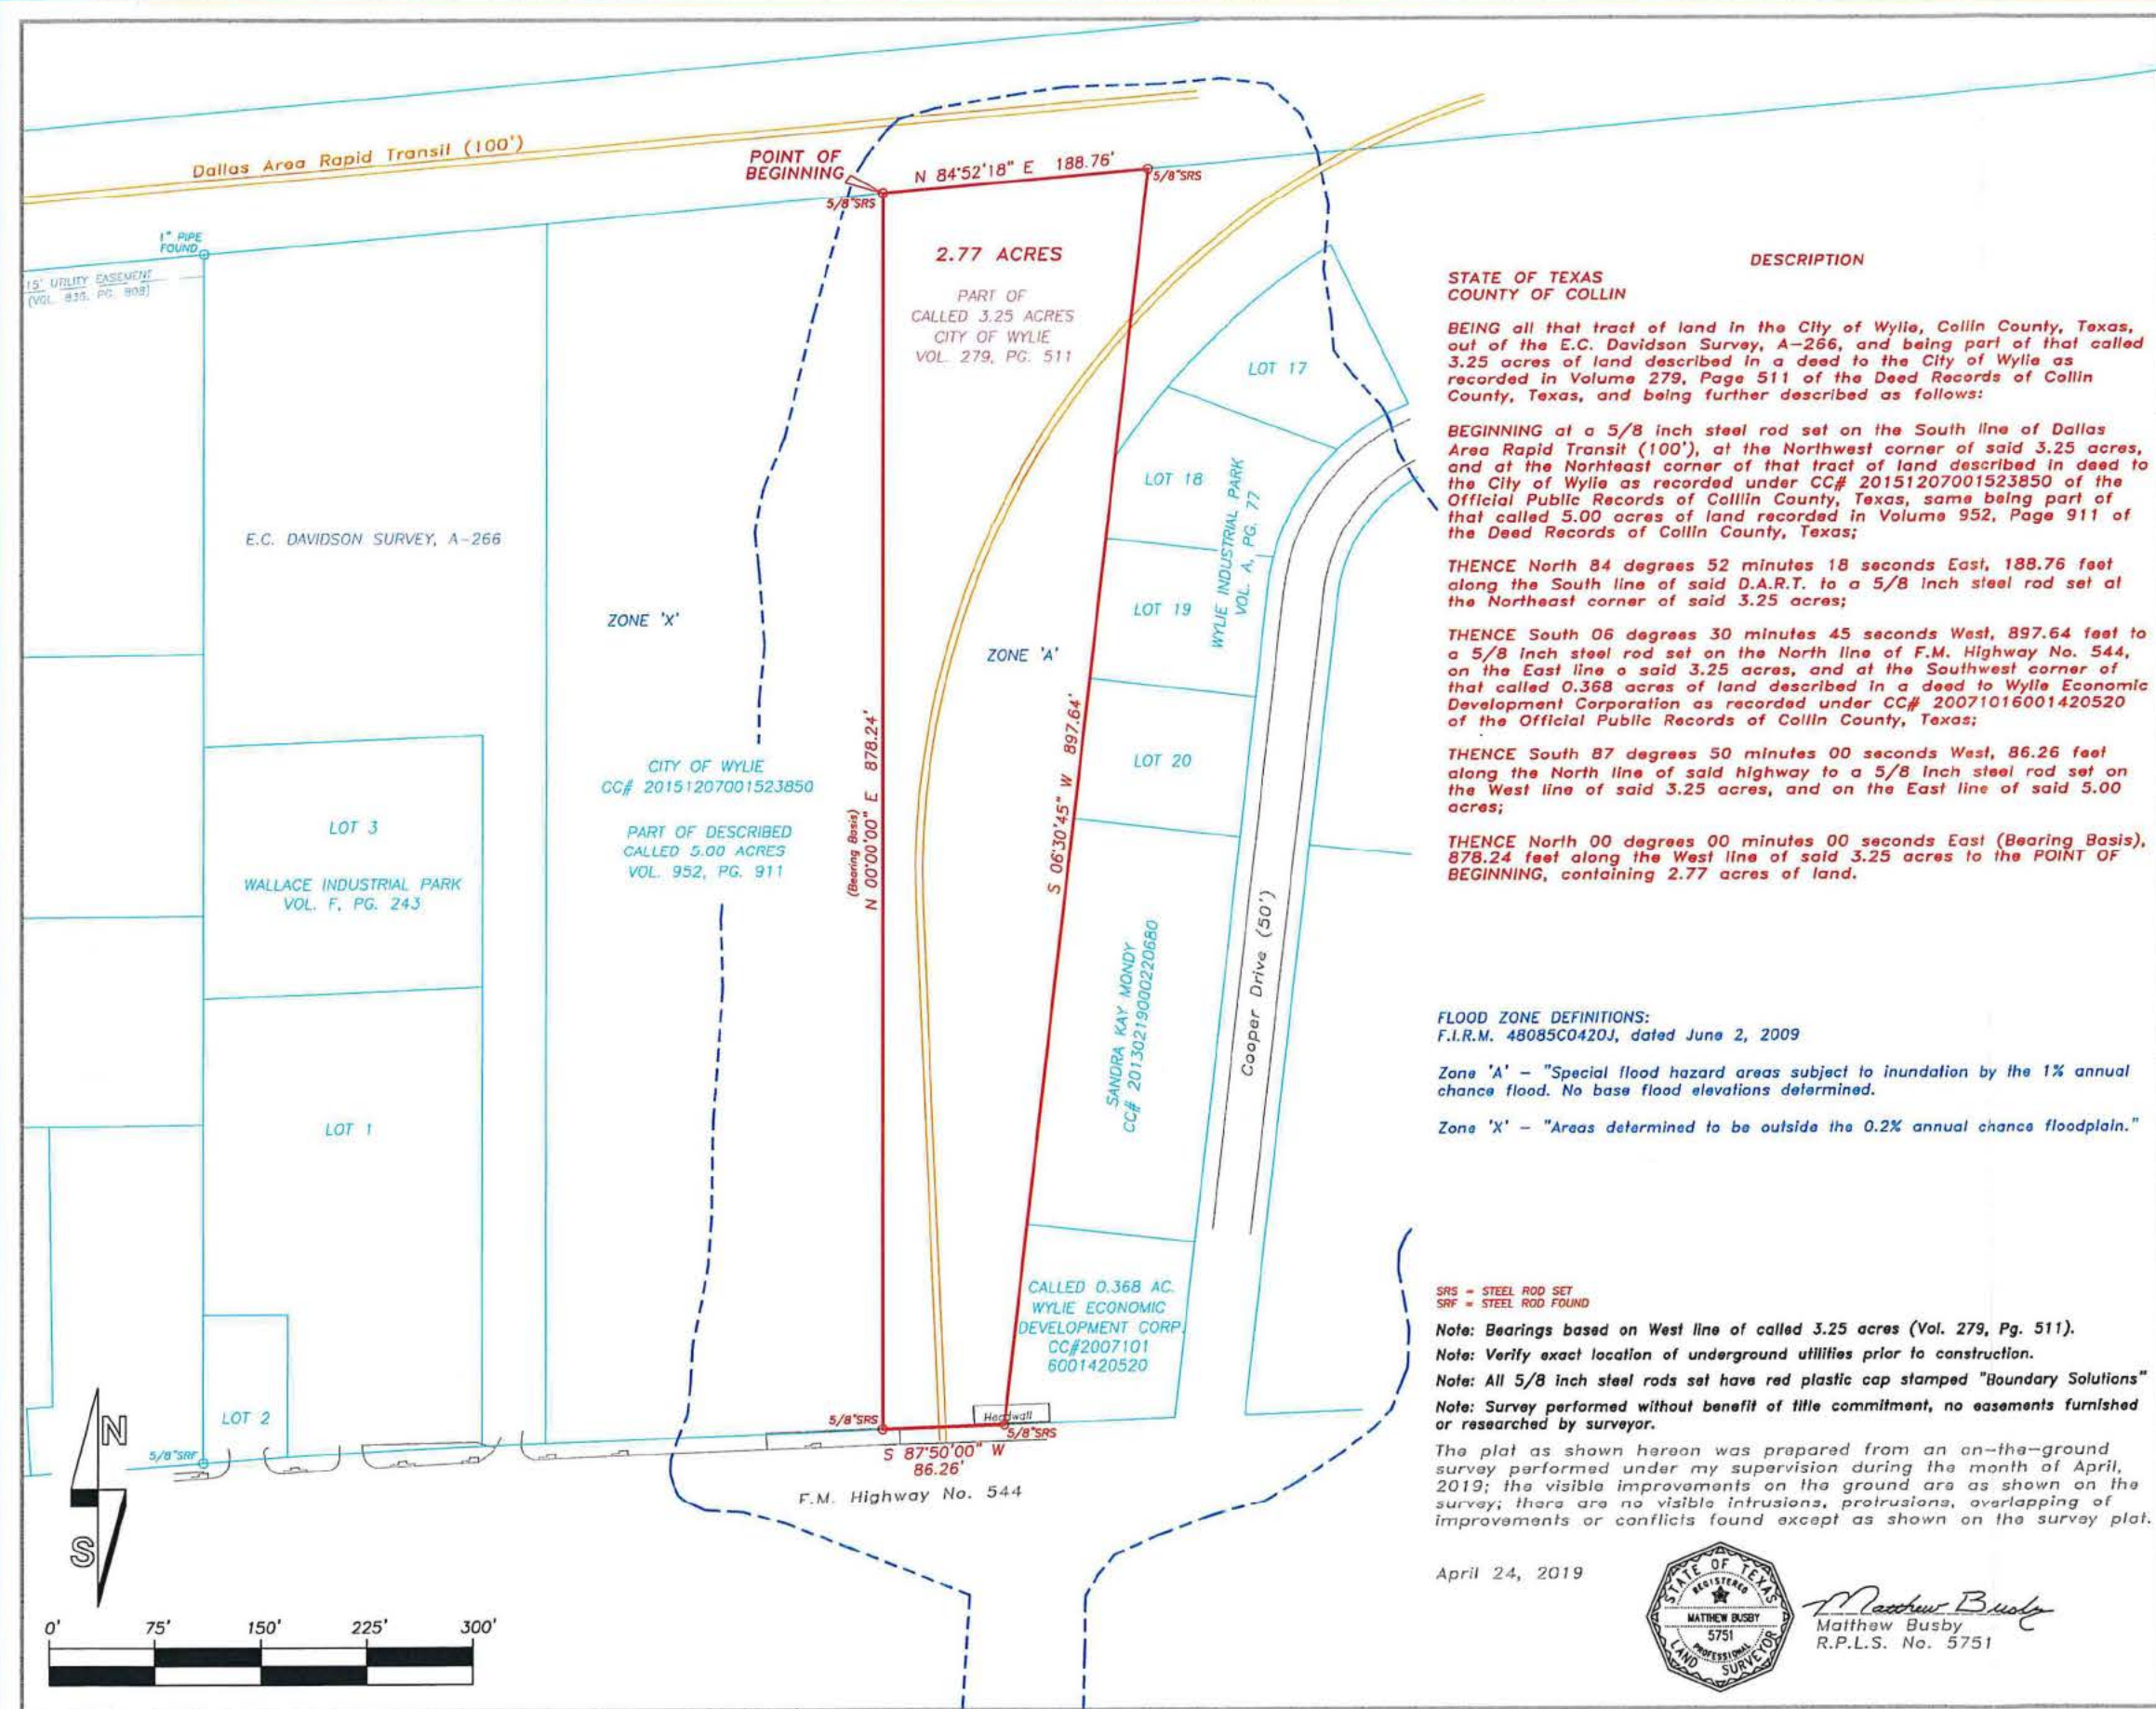 Dallas Area Rapid Transit (100')
POINT OF
BEGINNING
N 84°52'18" E 188.76'
5/8"SRS
5/8"SRS
1" PIPE
FOUND
15' UTILITY EASEMENT
(VOL. 835, PG. 808)
2.77 ACRES
PART OF
CALLED 3.25 ACRES
CITY OF WYLIE
VOL. 279, PG. 511
E.C. DAVIDSON SURVEY, A-266
ZONE 'X'
ZONE 'A'
LOT 17
LOT 18
LOT 19
LOT 20
WYLIE INDUSTRIAL PARK
VOL. A, PG. 77
CITY OF WYLIE
CC# 20151207001523850
PART OF DESCRIBED
CALLED 5.00 ACRES
VOL. 952, PG. 911
(Bearing Basis)
N 00°00'00" E 878.24'
S 06°30'45" W 897.64'
LOT 3
WALLACE INDUSTRIAL PARK
VOL. F, PG. 243
LOT 1
LOT 2
SANDRA KAY MONDY
CC# 20130219000220680
Cooper Drive (50')
CALLED 0.368 AC.
WYLIE ECONOMIC
DEVELOPMENT CORP.
CC#2007101
6001420520
Headwall
5/8"SRS
5/8"SRS
5/8"SRF
S 87°50'00" W
86.26'
F.M. Highway No. 544
N
S
0' 75' 150' 225' 300'
DESCRIPTION
STATE OF TEXAS
COUNTY OF COLLIN
BEING all that tract of land in the City of Wylie, Collin County, Texas,
out of the E.C. Davidson Survey, A-266, and being part of that called
3.25 acres of land described in a deed to the City of Wylie as
recorded in Volume 279, Page 511 of the Deed Records of Collin
County, Texas, and being further described as follows:
BEGINNING at a 5/8 inch steel rod set on the South line of Dallas
Area Rapid Transit (100'), at the Northwest corner of said 3.25 acres,
and at the Norhteast corner of that tract of land described in deed to
the City of Wylie as recorded under CC# 20151207001523850 of the
Official Public Records of Colllin County, Texas, same being part of
that called 5.00 acres of land recorded in Volume 952, Page 911 of
the Deed Records of Collin County, Texas;
THENCE North 84 degrees 52 minutes 18 seconds East, 188.76 feet
along the South line of said D.A.R.T. to a 5/8 inch steel rod set at
the Northeast corner of said 3.25 acres;
THENCE South 06 degrees 30 minutes 45 seconds West, 897.64 feet to
a 5/8 inch steel rod set on the North line of F.M. Highway No. 544,
on the East line o said 3.25 acres, and at the Southwest corner of
that called 0.368 acres of land described in a deed to Wylie Economic
Development Corporation as recorded under CC# 20071016001420520
of the Official Public Records of Collin County, Texas;
THENCE South 87 degrees 50 minutes 00 seconds West, 86.26 feet
along the North line of said highway to a 5/8 inch steel rod set on
the West line of said 3.25 acres, and on the East line of said 5.00
acres;
THENCE North 00 degrees 00 minutes 00 seconds East (Bearing Basis),
878.24 feet along the West line of said 3.25 acres to the POINT OF
BEGINNING, containing 2.77 acres of land.
FLOOD ZONE DEFINITIONS:
F.I.R.M. 48085C0420J, dated June 2, 2009
Zone 'A' - "Special flood hazard areas subject to inundation by the 1% annual
chance flood. No base flood elevations determined.
Zone 'X' - "Areas determined to be outside the 0.2% annual chance floodplain."
SRS = STEEL ROD SET
SRF = STEEL ROD FOUND
Note: Bearings based on West line of called 3.25 acres (Vol. 279, Pg. 511).
Note: Verify exact location of underground utilities prior to construction.
Note: All 5/8 inch steel rods set have red plastic cap stamped "Boundary Solutions"
Note: Survey performed without benefit of title commitment, no easements furnished
or researched by surveyor.
The plat as shown hereon was prepared from an on-the-ground
survey performed under my supervision during the month of April,
2019; the visible improvements on the ground are as shown on the
survey; there are no visible intrusions, protrusions, overlapping of
improvements or conflicts found except as shown on the survey plat.
April 24, 2019
STATE OF TEXAS
REGISTERED
MATTHEW BUSBY
5751
PROFESSIONAL
LAND SURVEYOR
Matthew Busby
Matthew Busby
R.P.L.S. No. 5751